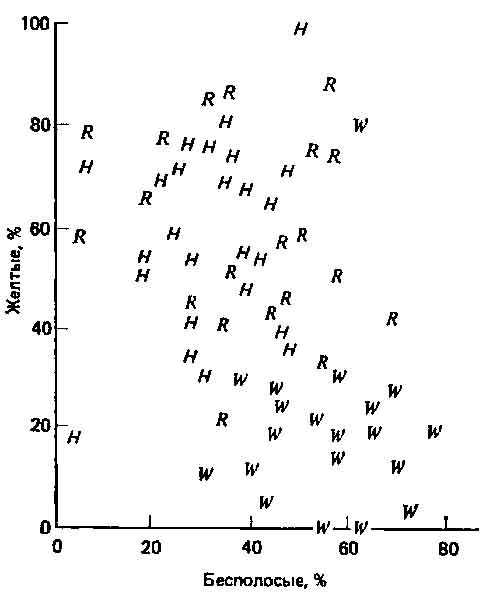 100 H
R
R R
80 H W
R R H H R H R
H H H
H H H
R H
Желтые, %
60 R H R R
H H H H
H R R
H R R
R R
40 H R H
H H R
H W W
W W
W W
20 R W
H W W W W
W
W W W
W W
0 W W
0 20 40 60 80
Бесполосые, %